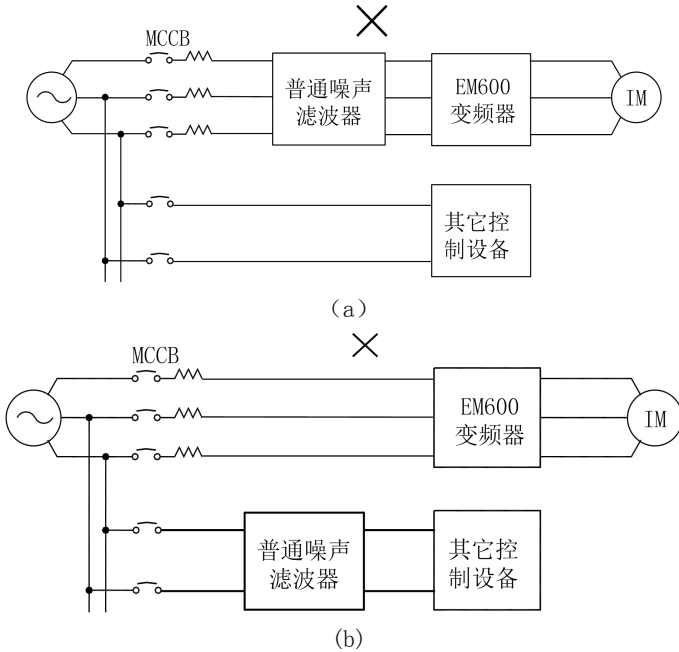 MCCB
普通噪声
滤波器
EM600
变频器
IM
其它控
制设备
（a）
MCCB
EM600
变频器
IM
普通噪声
滤波器
其它控
制设备
(b)